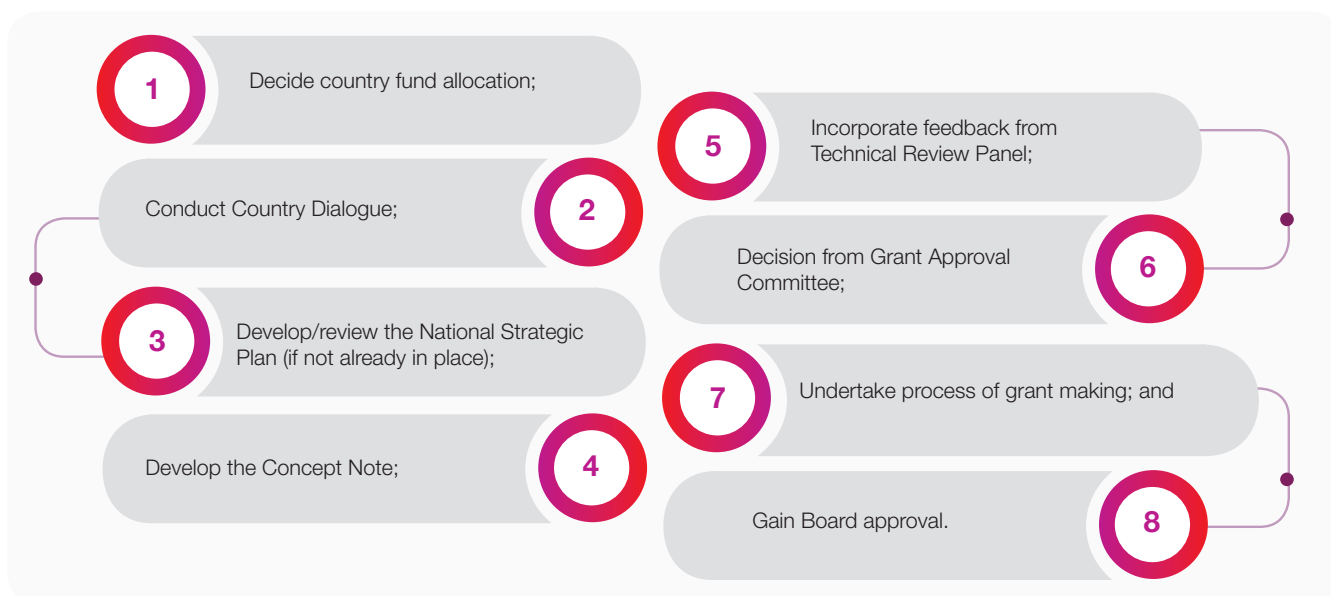 1
Decide country fund allocation;
Conduct Country Dialogue;
2
3
Develop/review the National Strategic
Plan (if not already in place);
Develop the Concept Note;
4
5
Incorporate feedback from
Technical Review Panel;
Decision from Grant Approval
Committee;
6
7
Undertake process of grant making; and
Gain Board approval.
8